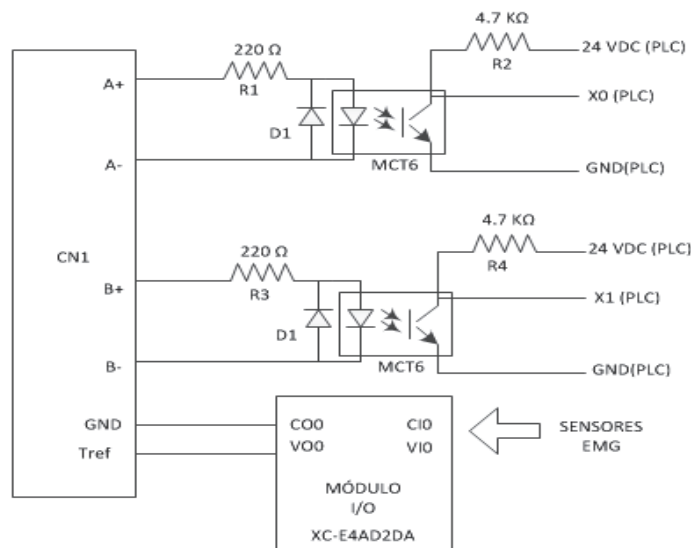 4.7 KΩ
220 Ω
24 VDC (PLC)
A+
R1
R2
X0 (PLC)
D1
A-
MCT6
GND(PLC)
CN1
4.7 KΩ
220 Ω
24 VDC (PLC)
B+
R3
R4
X1 (PLC)
D1
B-
MCT6
GND(PLC)
GND
CO0
CI0
SENSORES
Tref
VO0
VI0
EMG
MÓDULO
I/O
XC-E4AD2DA